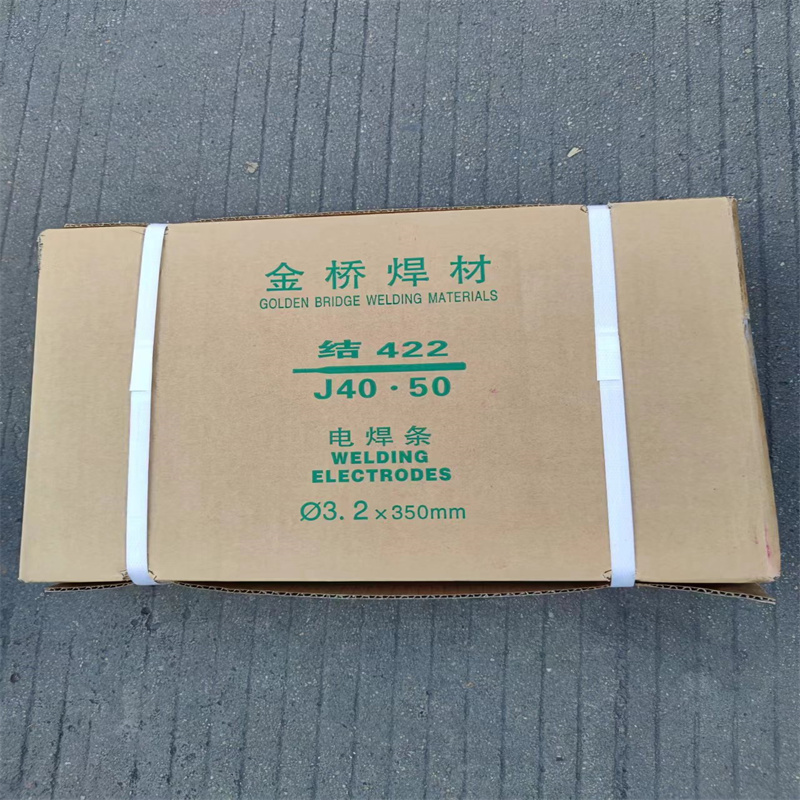 金桥焊材
GOLDEN BRIDGE WELDING MATERIALS
结 422
J40·50
电焊条
WELDING
ELECTRODES
Ø3.2×350mm